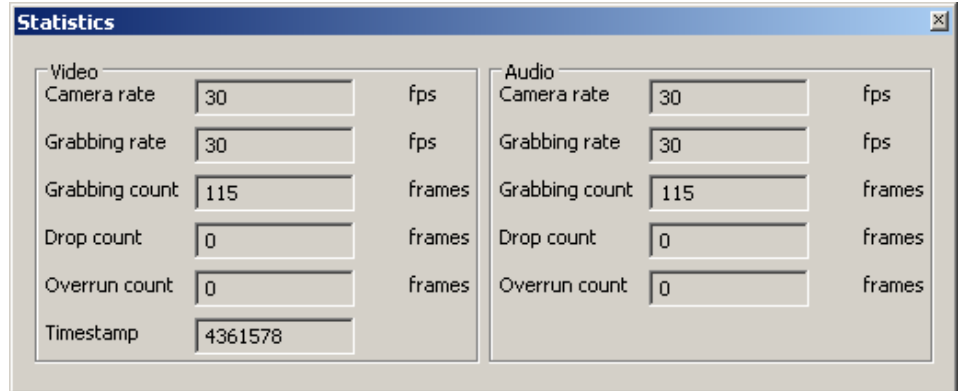 Statistics
Video
Camera rate 30 fps
Grabbing rate 30 fps
Grabbing count 115 frames
Drop count 0 frames
Overrun count 0 frames
Timestamp 4361578
Audio
Camera rate 30 fps
Grabbing rate 30 fps
Grabbing count 115 frames
Drop count 0 frames
Overrun count 0 frames